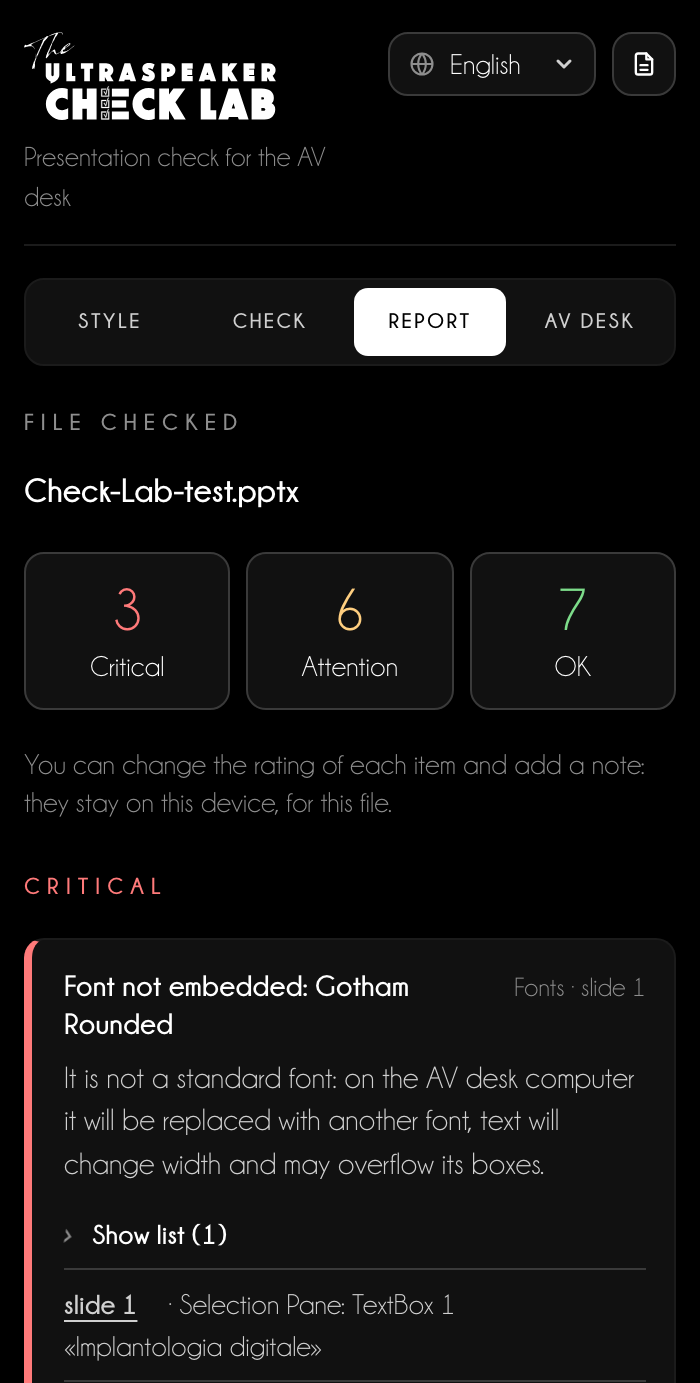 The
ULTRASPEAKER
CHECK LAB
English
Presentation check for the AV
desk
STYLE CHECK REPORT AV DESK
FILE CHECKED
Check-Lab-test.pptx
3 6 7
Critical Attention OK
You can change the rating of each item and add a note:
they stay on this device, for this file.
CRITICAL
Font not embedded: Gotham Fonts · slide 1
Rounded
It is not a standard font: on the AV desk computer
it will be replaced with another font, text will
change width and may overflow its boxes.
› Show list (1)
slide 1 · Selection Pane: TextBox 1
«Implantologia digitale»